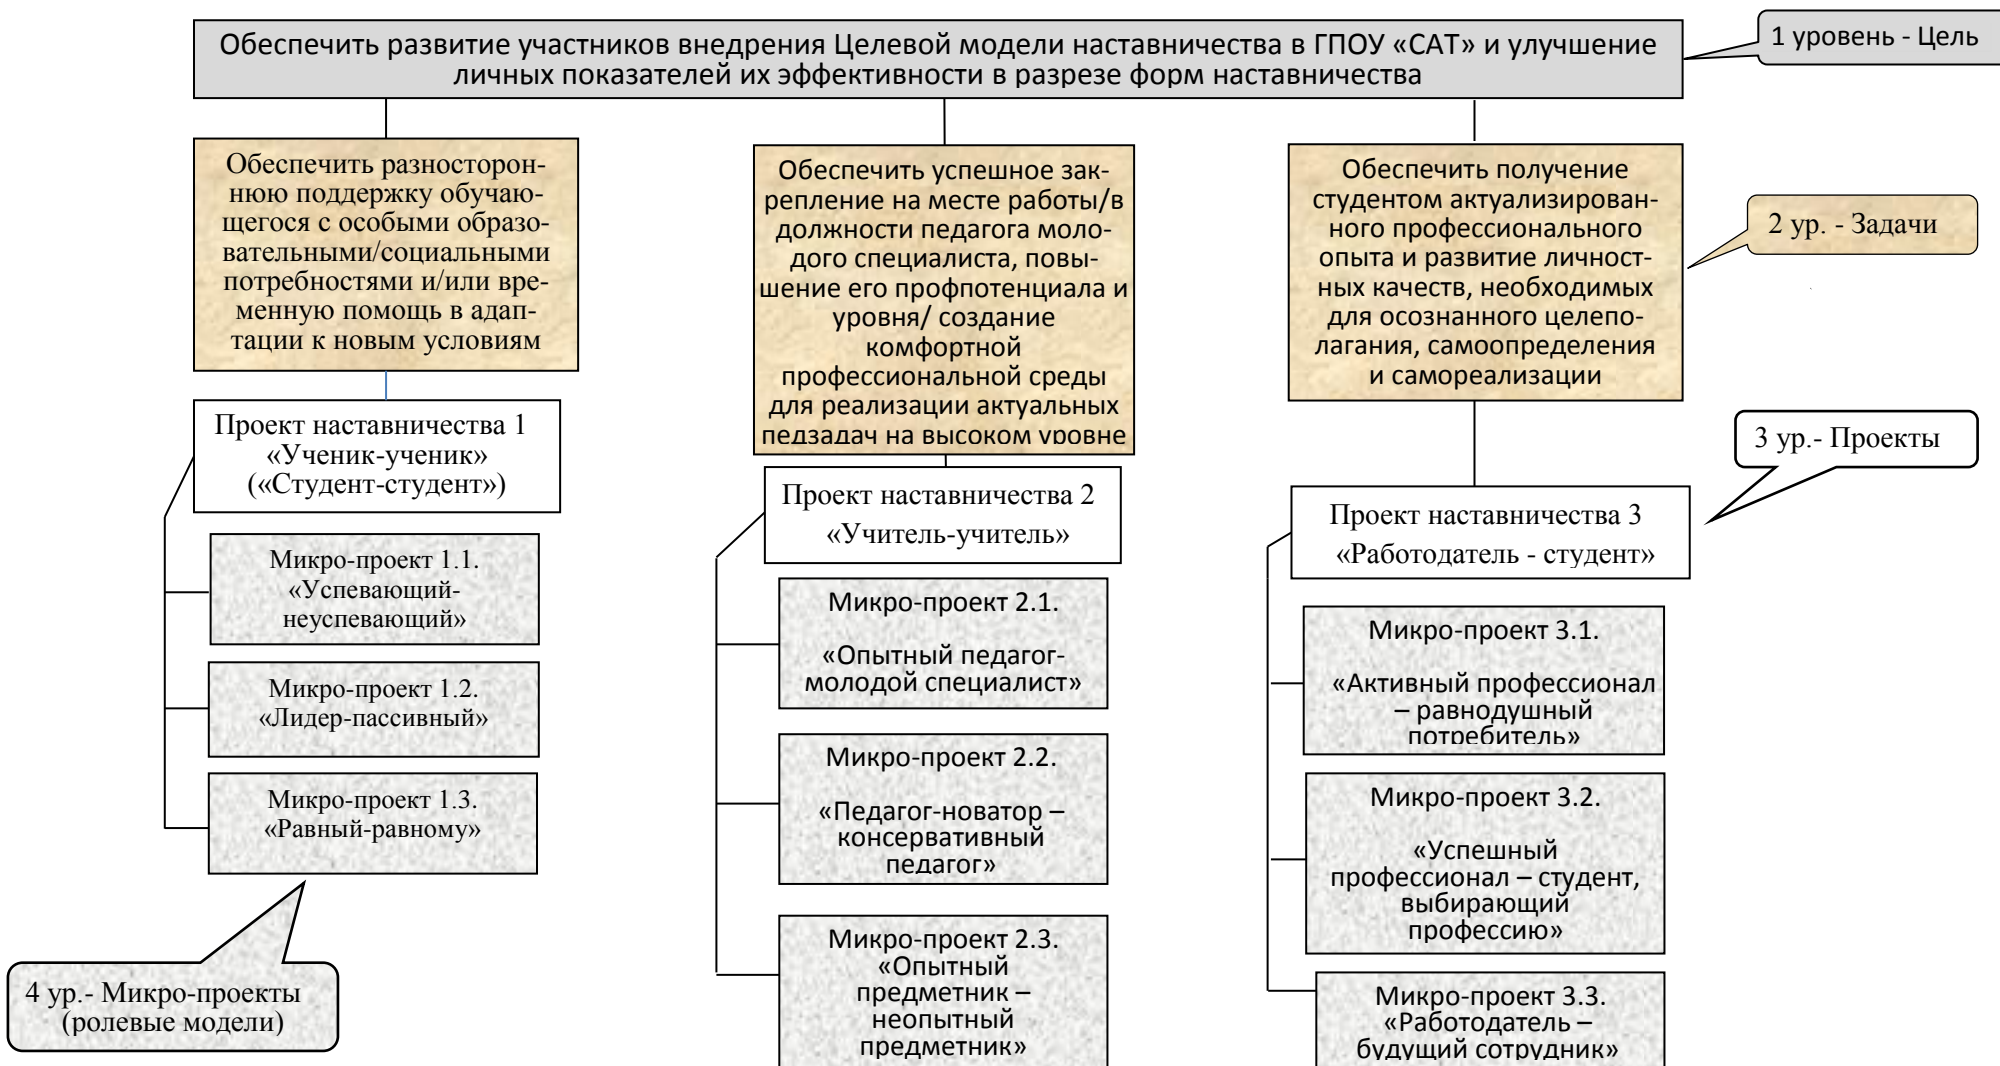 Обеспечить развитие участников внедрения Целевой модели наставничества в ГПОУ «САТ» и улучшение
личных показателей их эффективности в разрезе форм наставничества
1 уровень - Цель
Обеспечить разносторон-
нюю поддержку обучаю-
щегося с особыми образо-
вательными/социальными
потребностями и/или вре-
менную помощь в адап-
тации к новым условиям
Обеспечить успешное зак-
репление на месте работы/в
должности педагога моло-
дого специалиста, повы-
шение его профпотенциала и
уровня/ создание
комфортной
профессиональной среды
для реализации актуальных
педзадач на высоком уровне
Обеспечить получение
студентом актуализирован-
ного профессионального
опыта и развитие личност-
ных качеств, необходимых
для осознанного целепо-
лагания, самоопределения
и самореализации
2 ур. - Задачи
Проект наставничества 1
«Ученик-ученик»
(«Студент-студент»)
Проект наставничества 2
«Учитель-учитель»
Проект наставничества 3
«Работодатель - студент»
3 ур.- Проекты
Микро-проект 1.1.
«Успевающий-
неуспевающий»
Микро-проект 1.2.
«Лидер-пассивный»
Микро-проект 1.3.
«Равный-равному»
Микро-проект 2.1.
«Опытный педагог-
молодой специалист»
Микро-проект 2.2.
«Педагог-новатор –
консервативный
педагог»
Микро-проект 2.3.
«Опытный
предметник –
неопытный
предметник»
Микро-проект 3.1.
«Активный профессионал
– равнодушный
потребитель»
Микро-проект 3.2.
«Успешный
профессионал – студент,
выбирающий
профессию»
Микро-проект 3.3.
«Работодатель –
будущий сотрудник»
4 ур.- Микро-проекты
(ролевые модели)